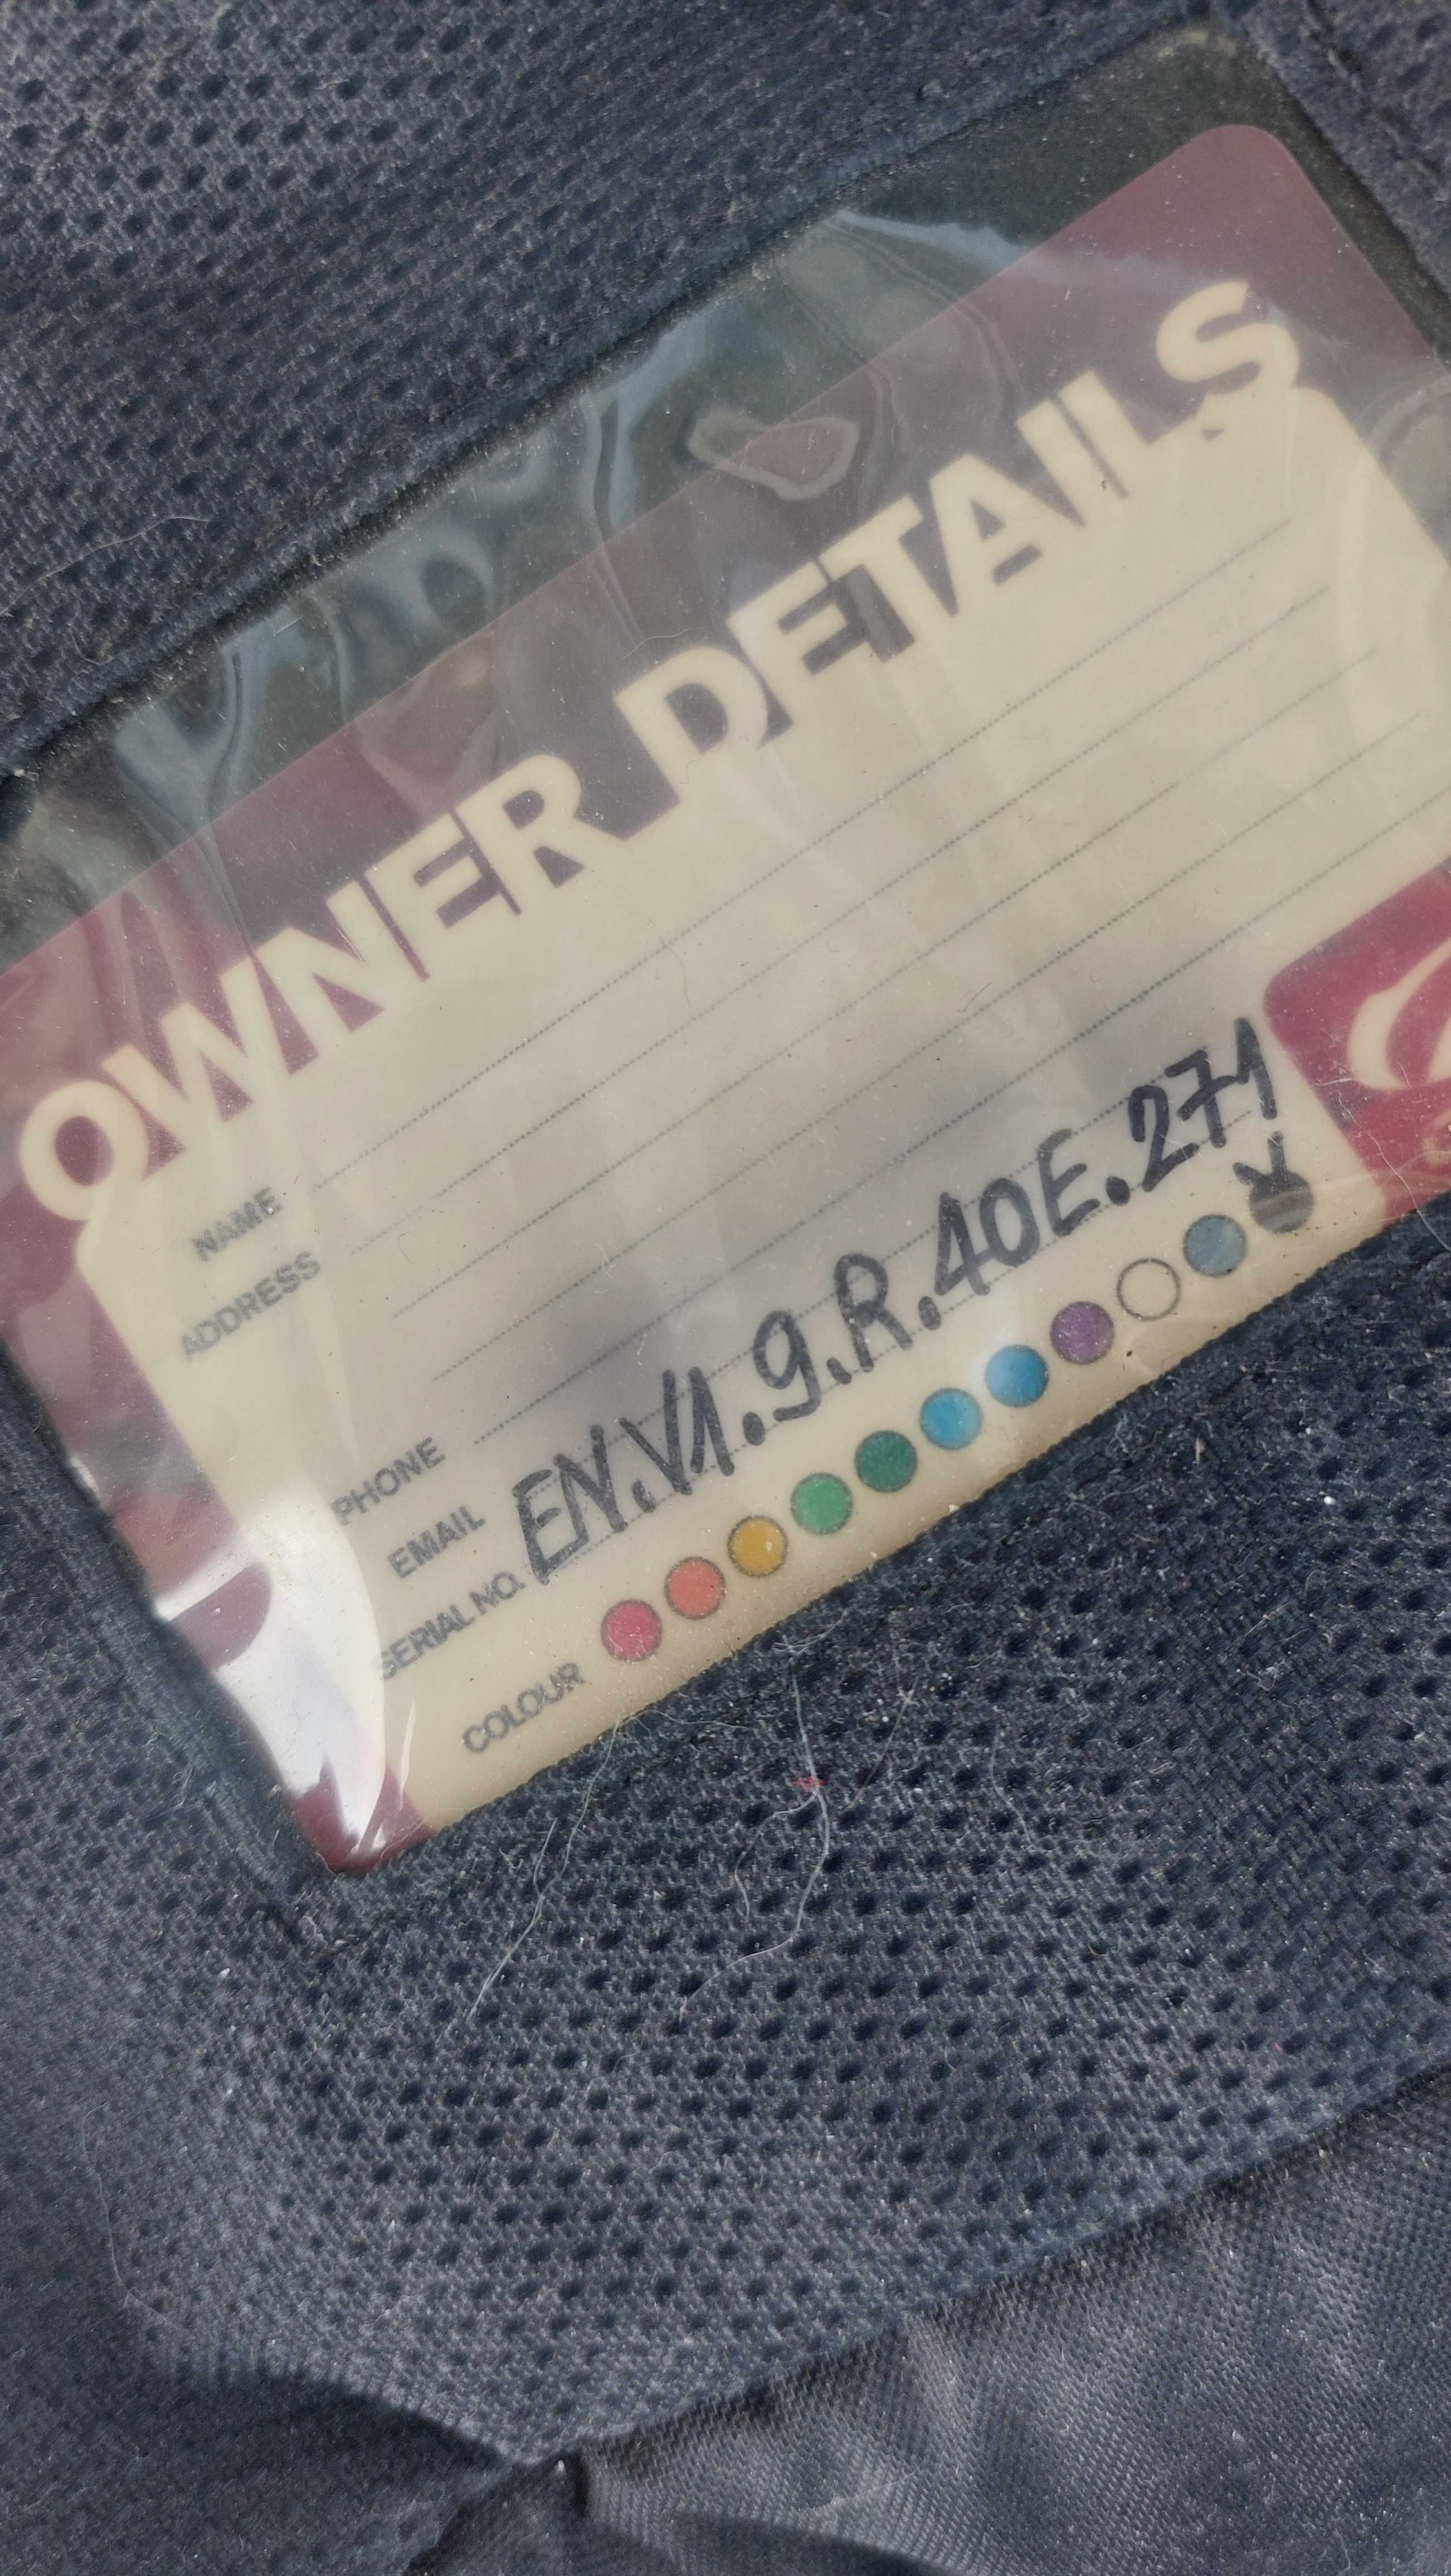 OWNER DETAILS
NAME
ADDRESS
PHONE
EMAIL
SERIAL NO. EN.V1.9.R.40E.271
COLOUR